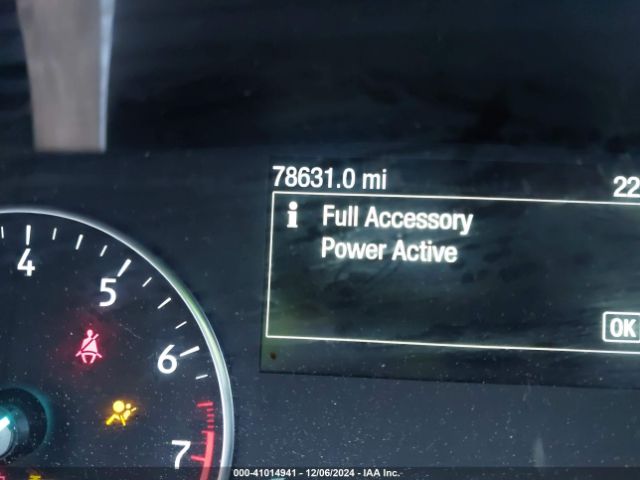 78631.0 mi
22
i Full Accessory
Power Active
OK
4
5
6
7
000-41014941 - 12/06/2024 - IAA Inc.